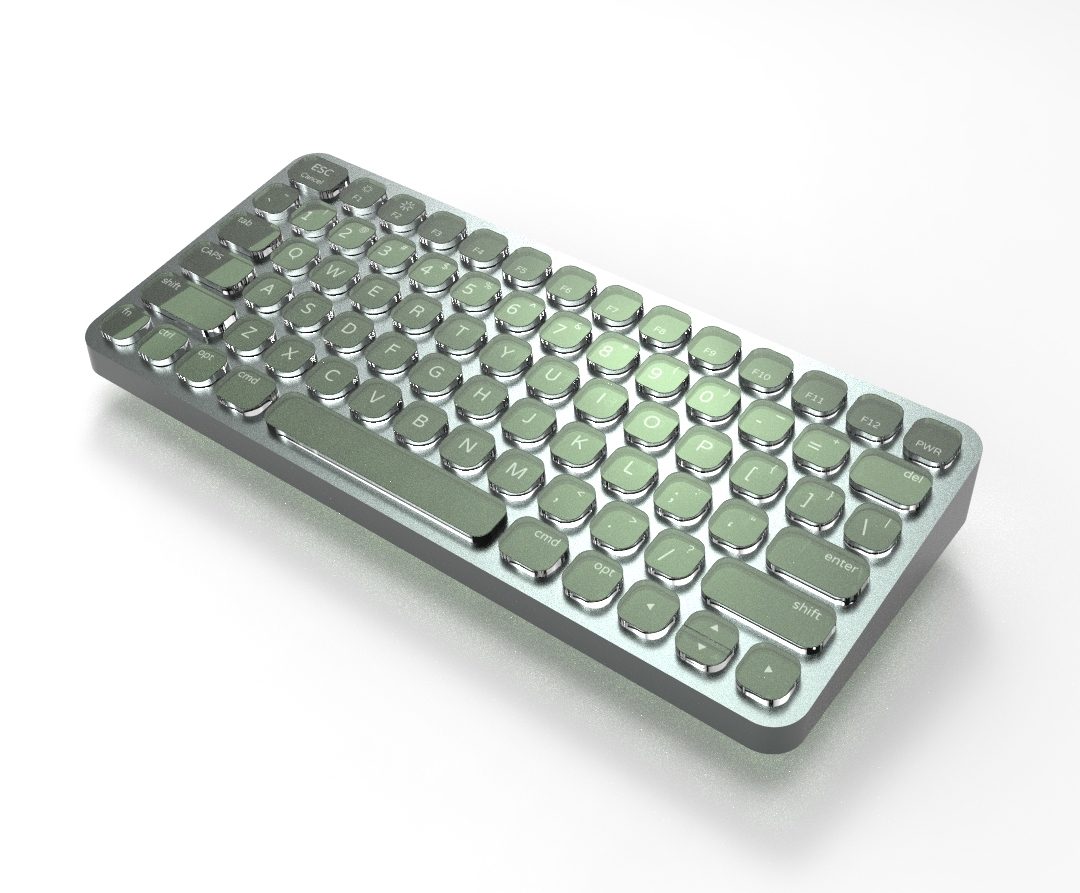 ESC Cancel F1 F2 F3 F4 F5 F6 F7 F8 F9 F10 F11 F12 PWR
` ~ 1 2 @ 3 # 4 $ 5 % 6 ^ 7 & 8 9 ( 0 ) - = + del
tab Q W E R T Y U I O P [ { ] } \ |
CAPS A S D F G H J K L ; : enter
shift Z X C V B N M , < . > / ? shift
fn ctrl opt cmd cmd opt ◀ ▲ ▼ ▶